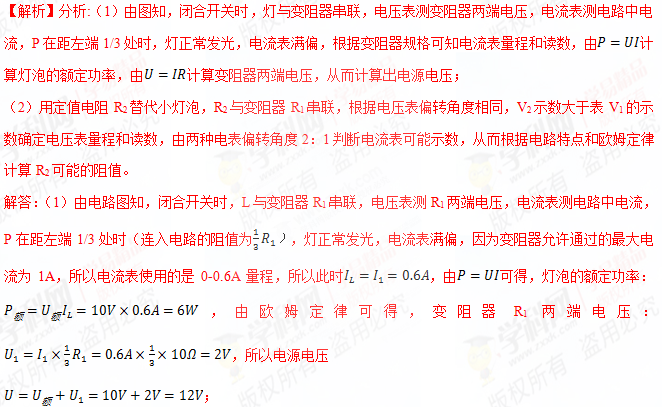 【解析】分析:（1）由图知，闭合开关时，灯与变阻器串联，电压表测变阻器两端电压，电流表测电路中电
流，P 在距左端 1/3 处时，灯正常发光，电流表满偏，根据变阻器规格可知电流表量程和读数，由P = UI计
算灯泡的额定功率，由U = IR计算变阻器两端电压，从而计算出电源电压；
（2）用定值电阻 R₂替代小灯泡，R₂与变阻器 R₁串联，根据电压表偏转角度相同，V₂示数大于表 V₁的示
数确定电压表量程和读数，由两种电表偏转角度 2：1 判断电流表可能示数，从而根据电路特点和欧姆定律
计算 R₂可能的阻值。
解答：（1）由电路图知，闭合开关时，L 与变阻器 R₁串联，电压表测 R₁两端电压，电流表测电路中电流，
P 在距左端 1/3 处时（连入电路的阻值为$\frac{1}{3}R_1$），灯正常发光，电流表满偏，因为变阻器允许通过的最大电
流为 1A，所以电流表使用的是 0-0.6A 量程，所以此时$I_L = I_1 = 0.6A$，由P = UI可得，灯泡的额定功率：
$P_额 = U_额 I_L = 10V × 0.6A = 6W$ ，由欧姆定律可得，变阻器 R₁ 两端电压：
$U_1 = I_1 × \frac{1}{3}R_1 = 0.6A × \frac{1}{3} × 10Ω = 2V$，所以电源电压
$U = U_额 + U_1 = 10V + 2V = 12V$；